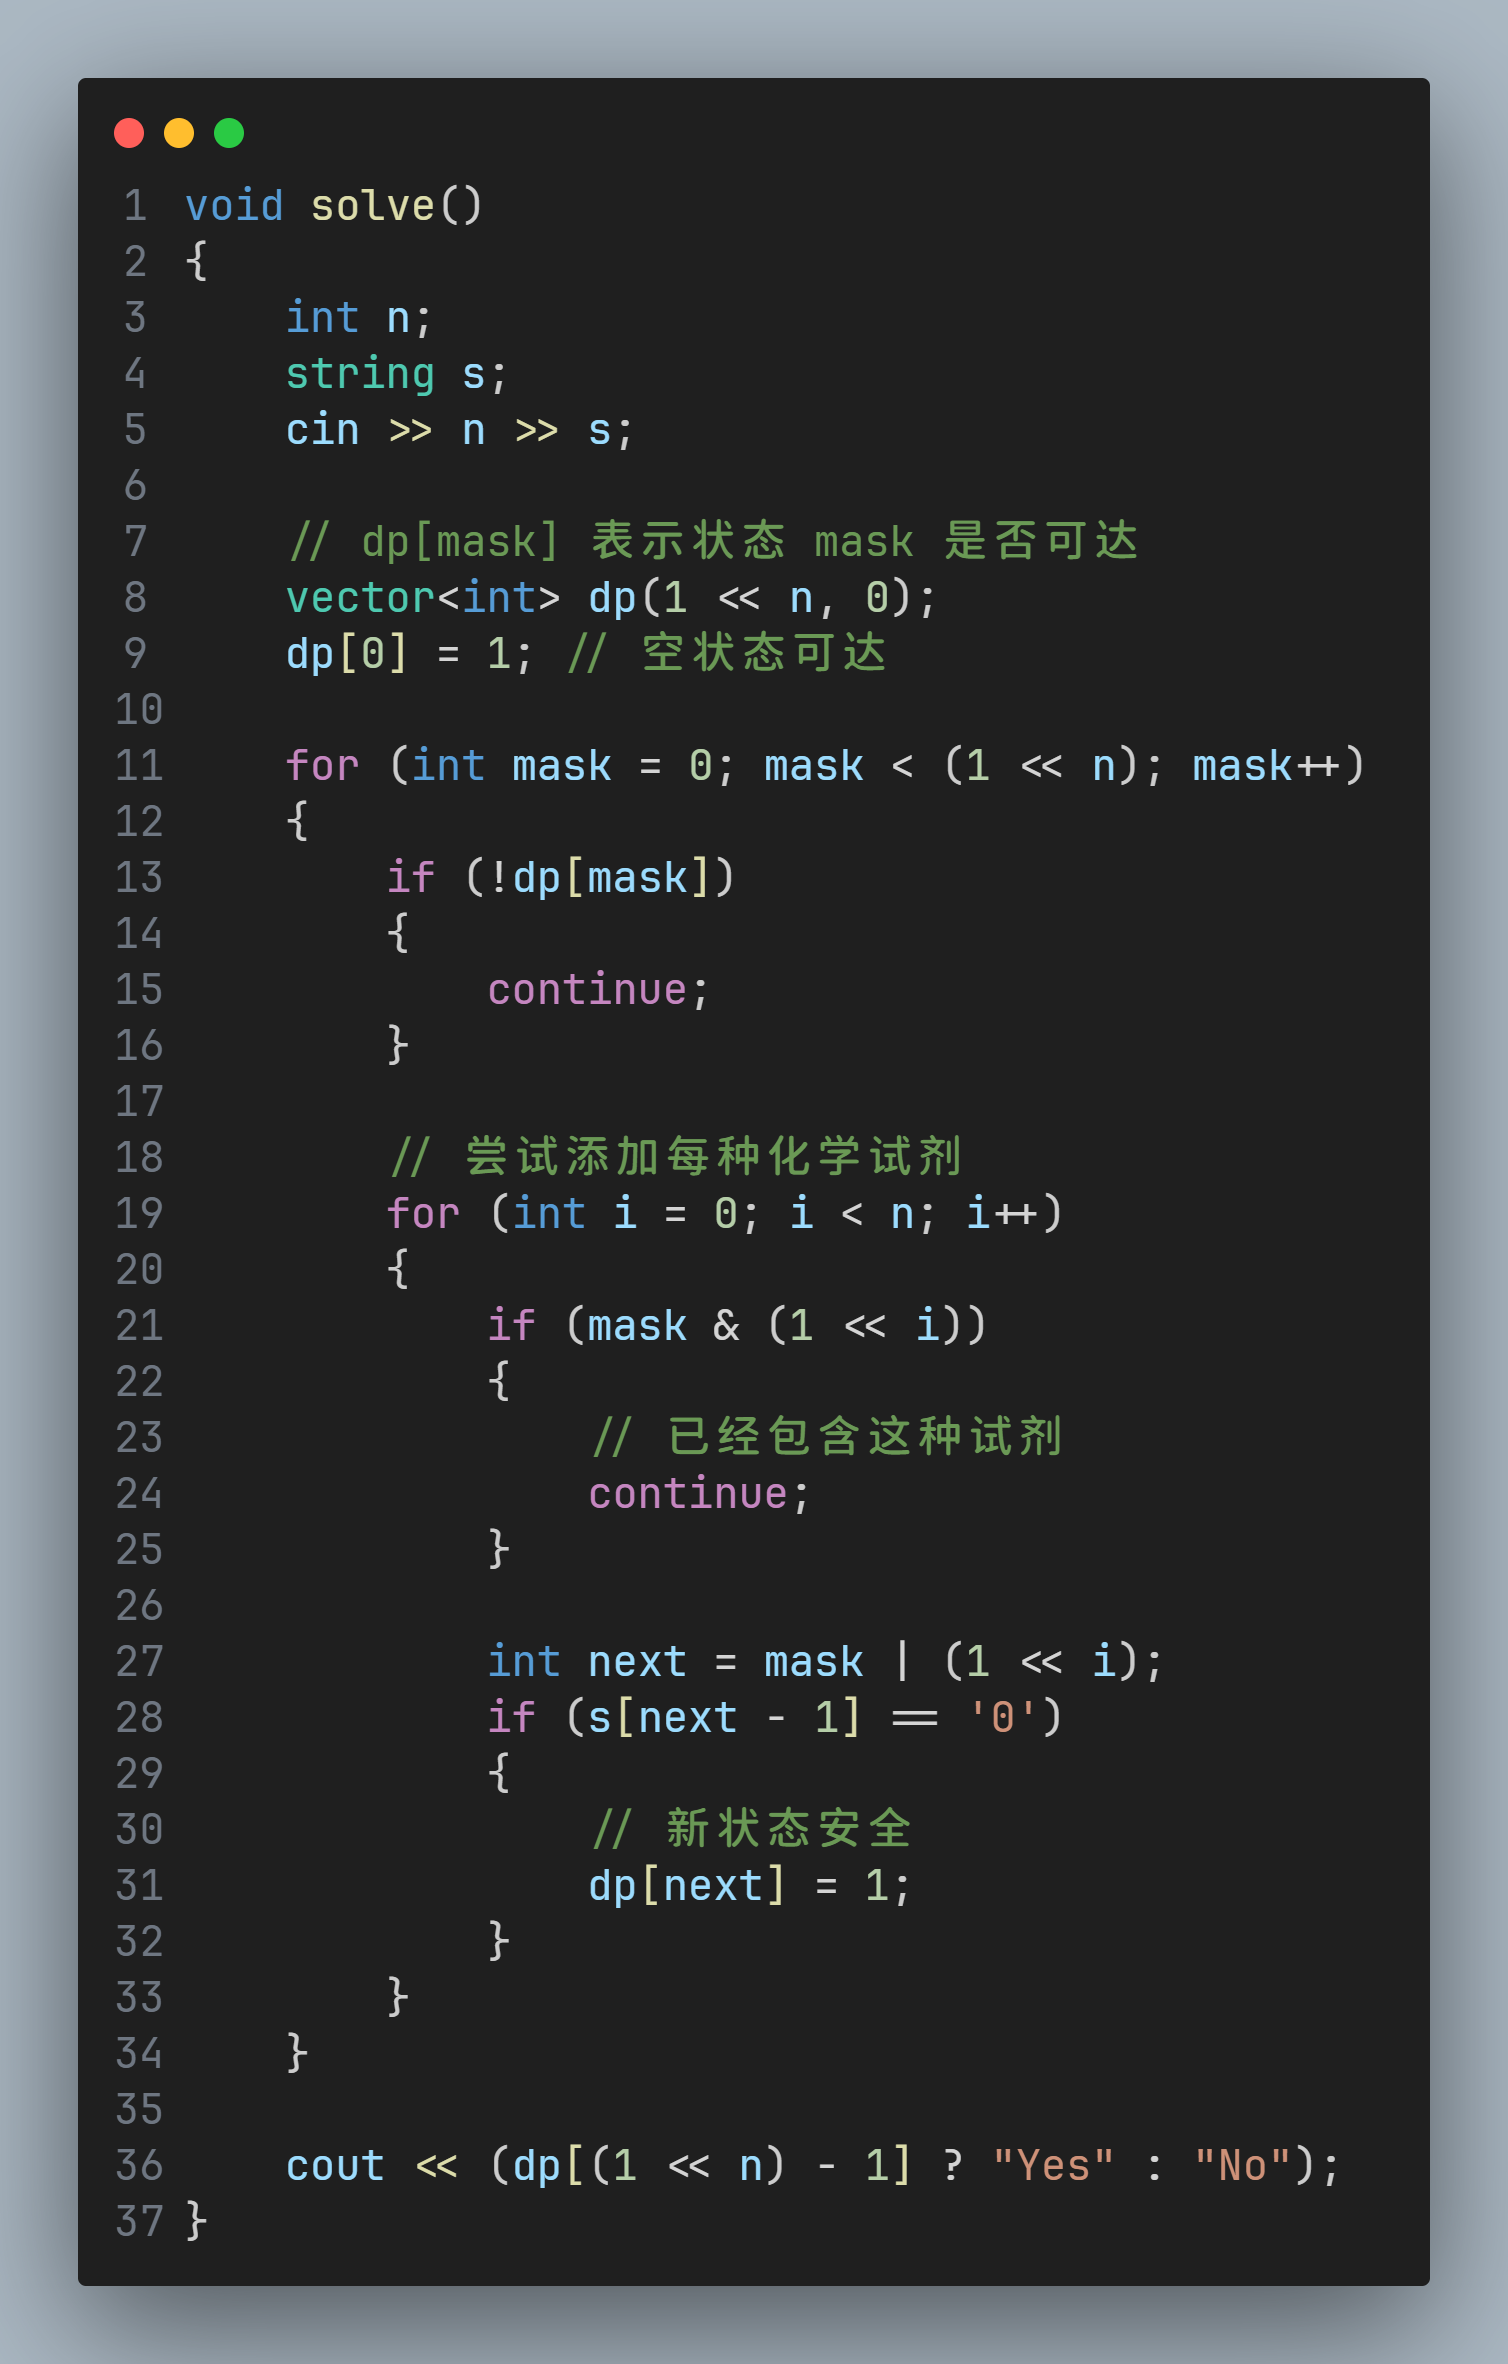 1 void solve()
2 {
3     int n;
4     string s;
5     cin >> n >> s;
6
7     // dp[mask] 表示状态 mask 是否可达
8     vector<int> dp(1 << n, 0);
9     dp[0] = 1; // 空状态可达
10
11     for (int mask = 0; mask < (1 << n); mask++)
12     {
13         if (!dp[mask])
14         {
15             continue;
16         }
17
18         // 尝试添加每种化学试剂
19         for (int i = 0; i < n; i++)
20         {
21             if (mask & (1 << i))
22             {
23                 // 已经包含这种试剂
24                 continue;
25             }
26
27             int next = mask | (1 << i);
28             if (s[next - 1] == '0')
29             {
30                 // 新状态安全
31                 dp[next] = 1;
32             }
33         }
34     }
35
36     cout << (dp[(1 << n) - 1] ? "Yes" : "No");
37 }